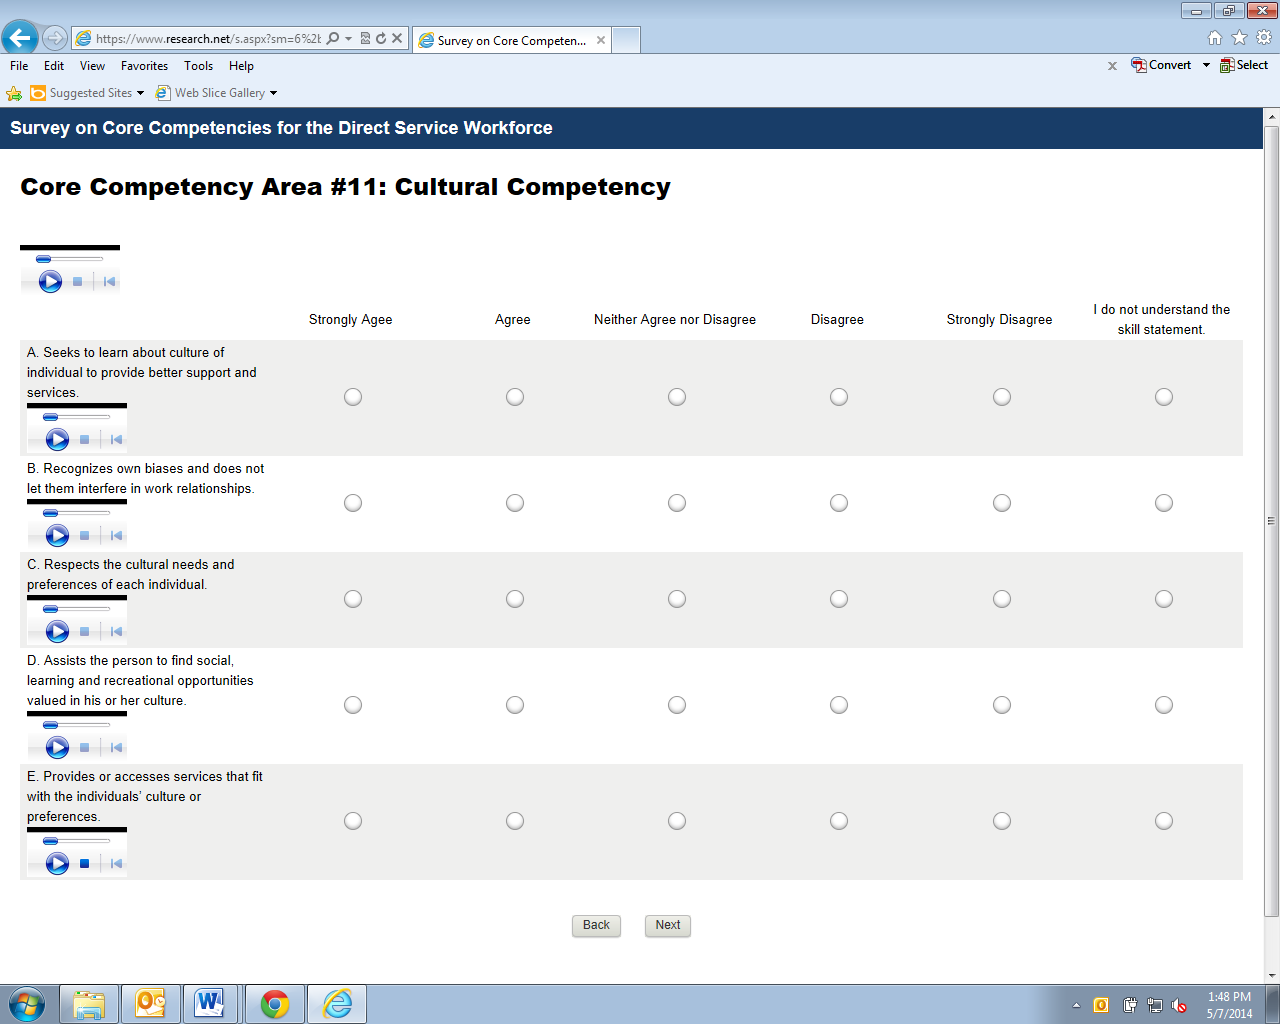 https://www.research.net/s.aspx?sm=6%2b
Survey on Core Competen...
File Edit View Favorites Tools Help
Convert Select
Suggested Sites Web Slice Gallery
Survey on Core Competencies for the Direct Service Workforce
Core Competency Area #11: Cultural Competency
Strongly Agee Agree Neither Agree nor Disagree Disagree Strongly Disagree I do not understand the
skill statement.
A. Seeks to learn about culture of
individual to provide better support and
services.
B. Recognizes own biases and does not
let them interfere in work relationships.
C. Respects the cultural needs and
preferences of each individual.
D. Assists the person to find social,
learning and recreational opportunities
valued in his or her culture.
E. Provides or accesses services that fit
with the individuals’ culture or
preferences.
Back Next
1:48 PM
5/7/2014